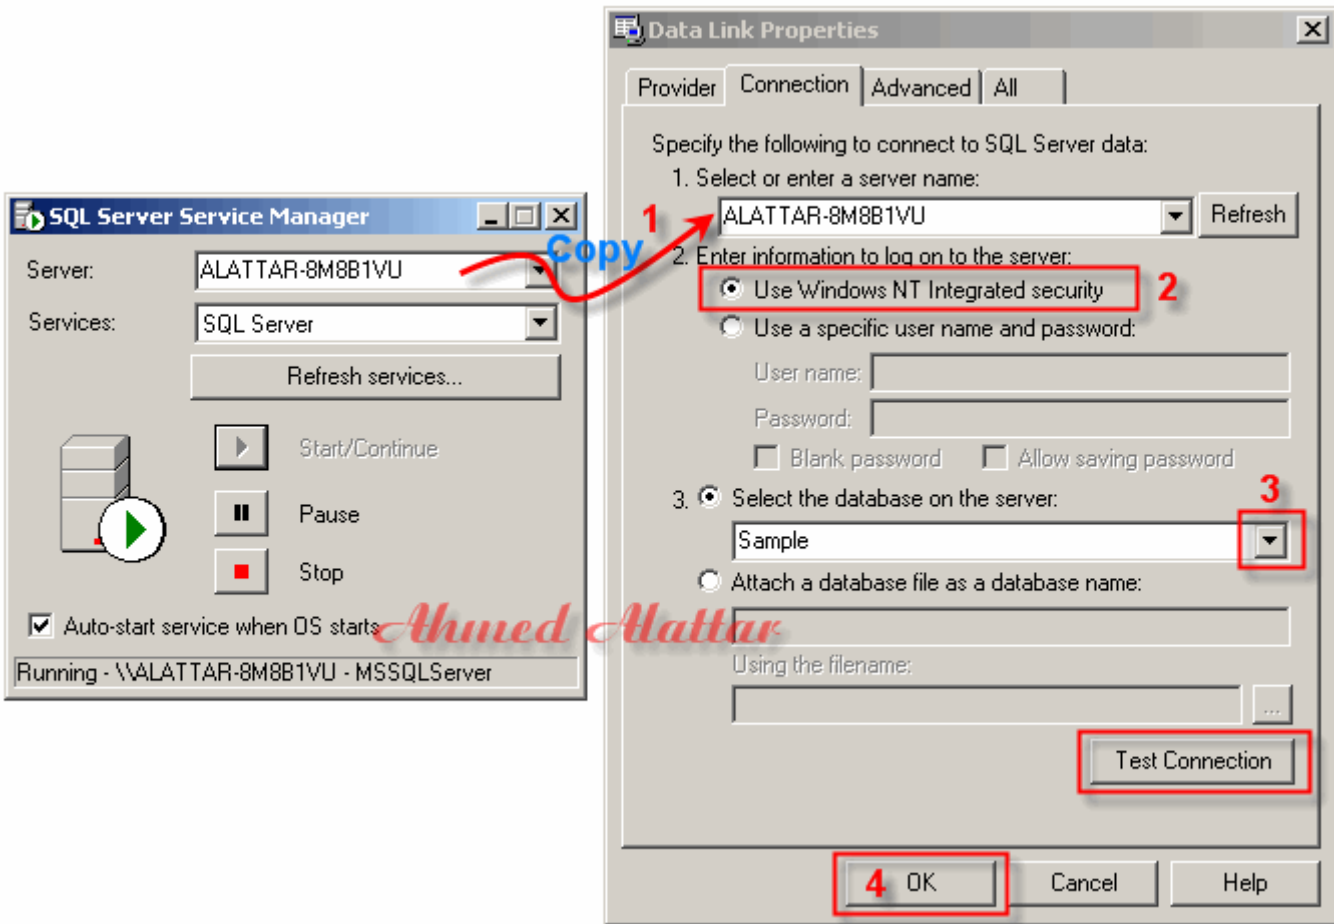 SQL Server Service Manager
Server:
ALATTAR-8M8B1VU
Services:
SQL Server
Refresh services...
Start/Continue
Pause
Stop
Auto-start service when OS starts
Running - \\ALATTAR-8M8B1VU - MSSQLServer
Copy
Ahmed Alattar
Data Link Properties
Provider
Connection
Advanced
All
Specify the following to connect to SQL Server data:
1. Select or enter a server name:
1
ALATTAR-8M8B1VU
Refresh
2. Enter information to log on to the server:
Use Windows NT Integrated security
2
Use a specific user name and password:
User name:
Password:
Blank password
Allow saving password
3. Select the database on the server:
3
Sample
Attach a database file as a database name:
Using the filename:
...
Test Connection
4 OK
Cancel
Help